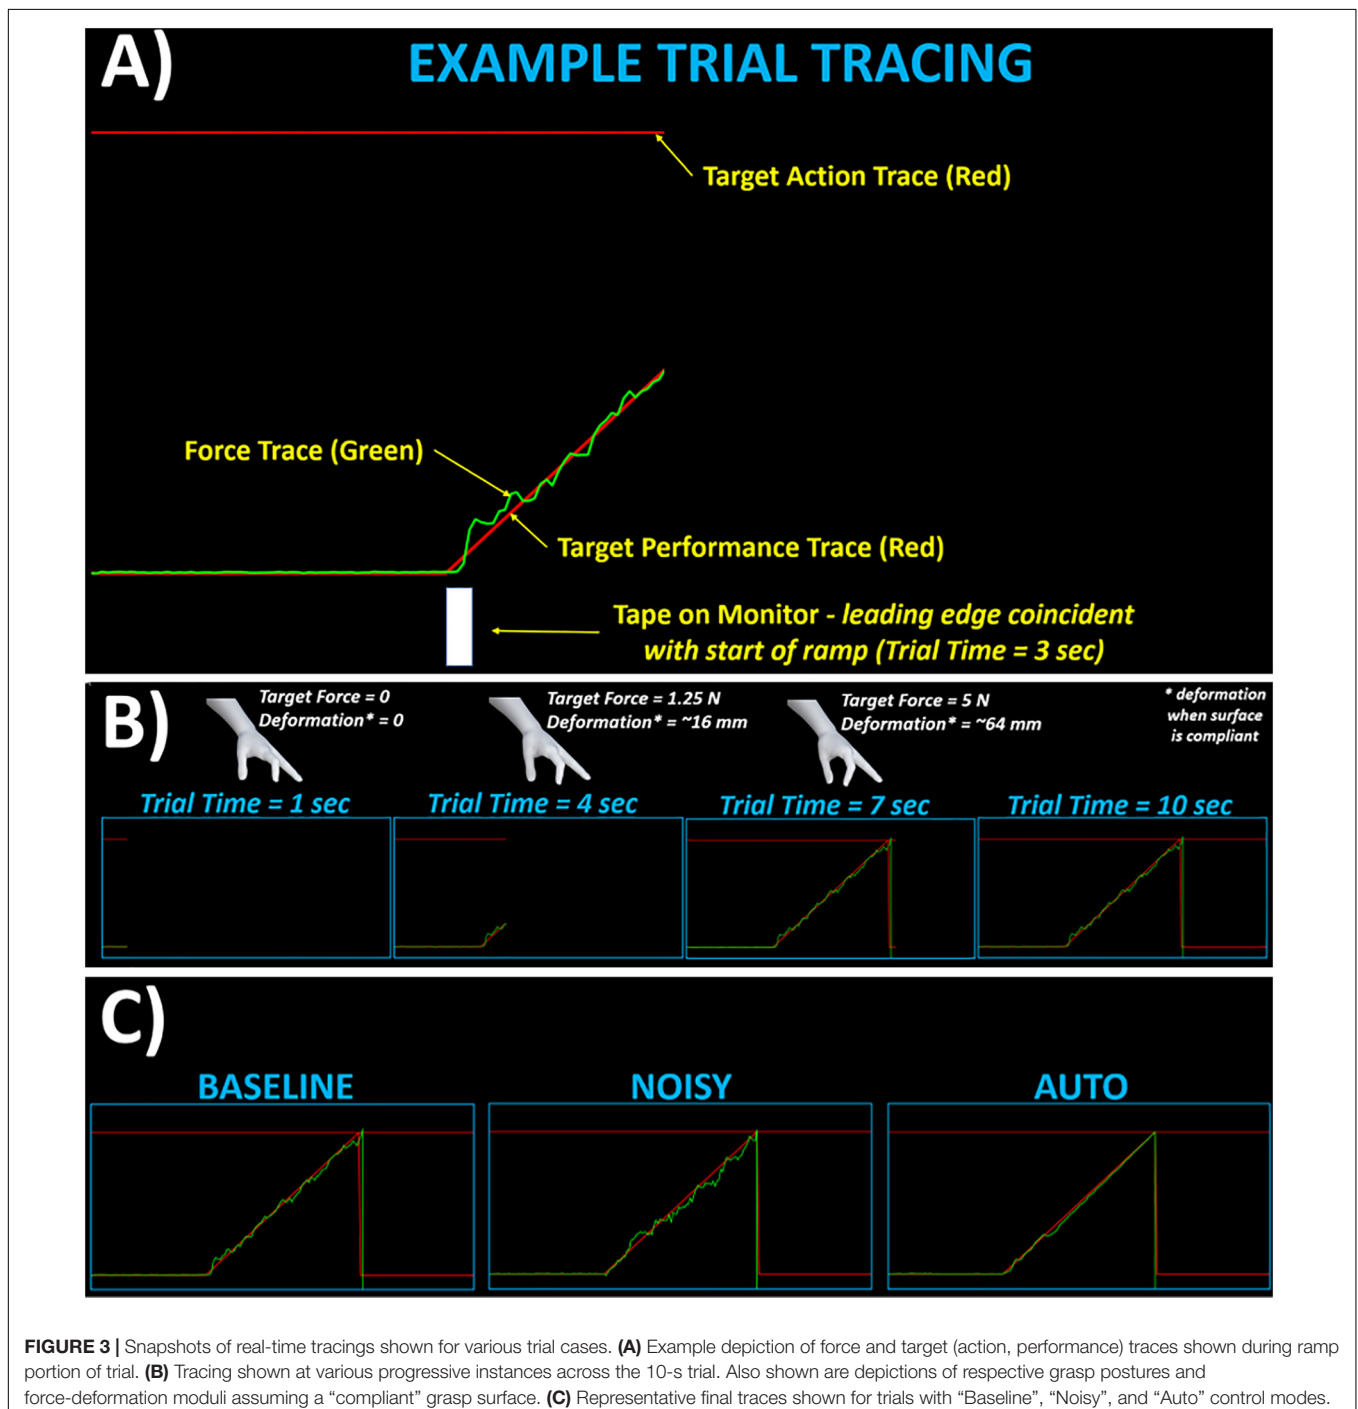 A)
EXAMPLE TRIAL TRACING
Target Action Trace (Red)
Force Trace (Green)
Target Performance Trace (Red)
Tape on Monitor - leading edge coincident
with start of ramp (Trial Time = 3 sec)
B)
Target Force = 0
Deformation* = 0
Target Force = 1.25 N
Deformation* = ~16 mm
Target Force = 5 N
Deformation* = ~64 mm
* deformation
when surface
is compliant
Trial Time = 1 sec
Trial Time = 4 sec
Trial Time = 7 sec
Trial Time = 10 sec
C)
BASELINE
NOISY
AUTO
FIGURE 3 | Snapshots of real-time tracings shown for various trial cases. (A) Example depiction of force and target (action, performance) traces shown during ramp
portion of trial. (B) Tracing shown at various progressive instances across the 10-s trial. Also shown are depictions of respective grasp postures and
force-deformation moduli assuming a “compliant” grasp surface. (C) Representative final traces shown for trials with “Baseline”, “Noisy”, and “Auto” control modes.